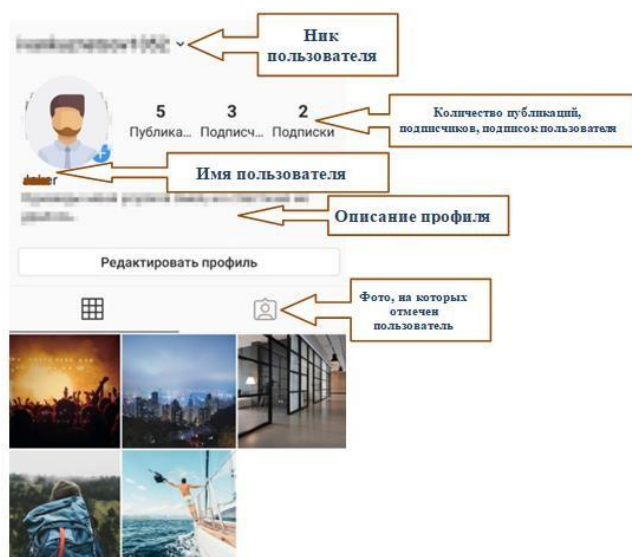 Ник
пользователя
5 3 2
Публика... Подписч... Подписки
Количество публикаций,
подписчиков, подписок пользователя
Имя пользователя
Описание профиля
Редактировать профиль
Фото, на которых
отмечен
пользователь